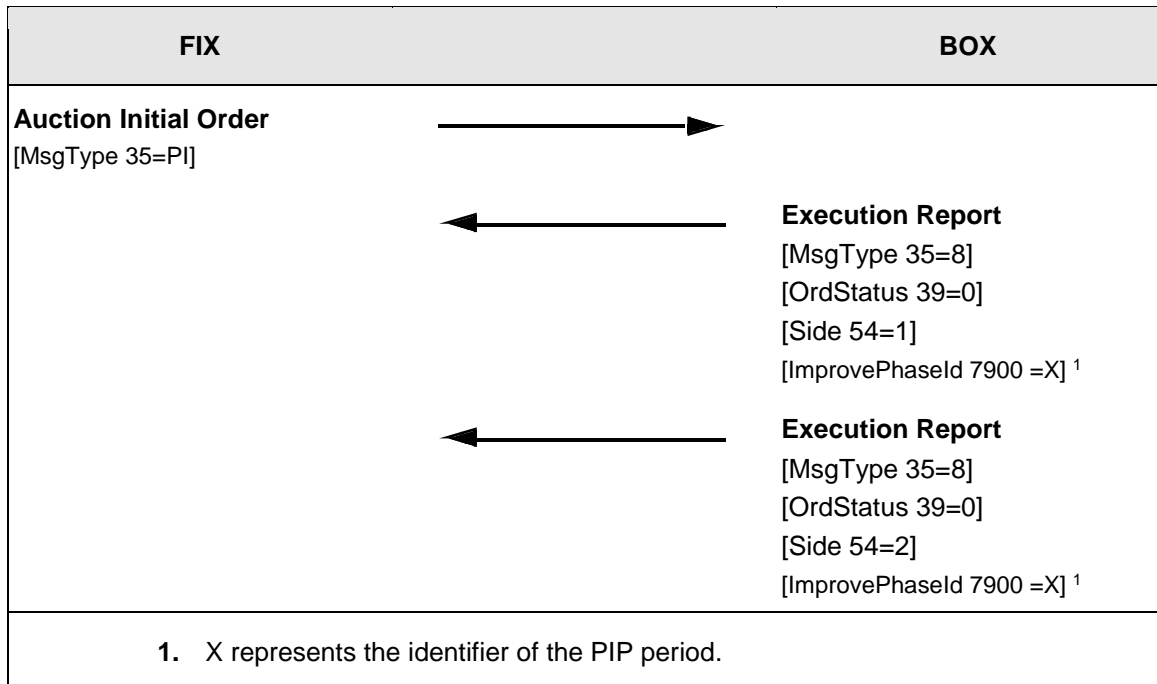 FIX BOX
Auction Initial Order
[MsgType 35=PI]
Execution Report
[MsgType 35=8]
[OrdStatus 39=0]
[Side 54=1]
[ImprovePhaseId 7900 =X] 1
Execution Report
[MsgType 35=8]
[OrdStatus 39=0]
[Side 54=2]
[ImprovePhaseId 7900 =X] 1
1. X represents the identifier of the PIP period.